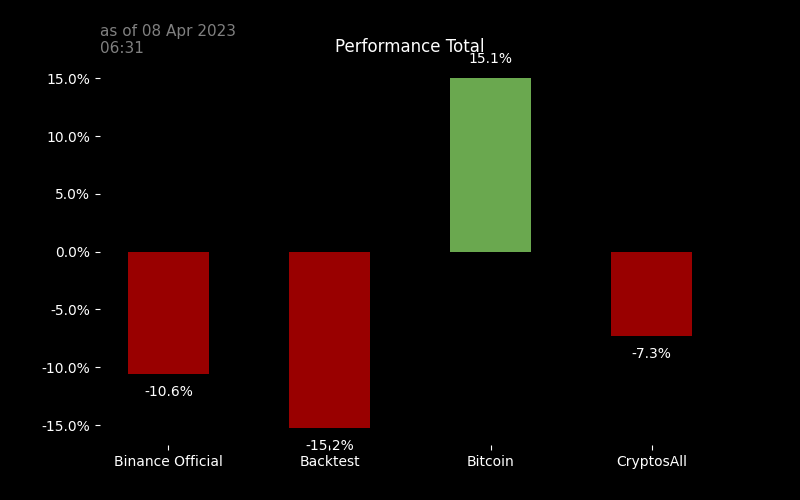 as of 08 Apr 2023
06:31
Performance Total
15.1%
15.0%
10.0%
5.0%
0.0%
-5.0%
-10.0%
-15.0%
-10.6%
-15.2%
-7.3%
Binance Official
Backtest
Bitcoin
CryptosAll